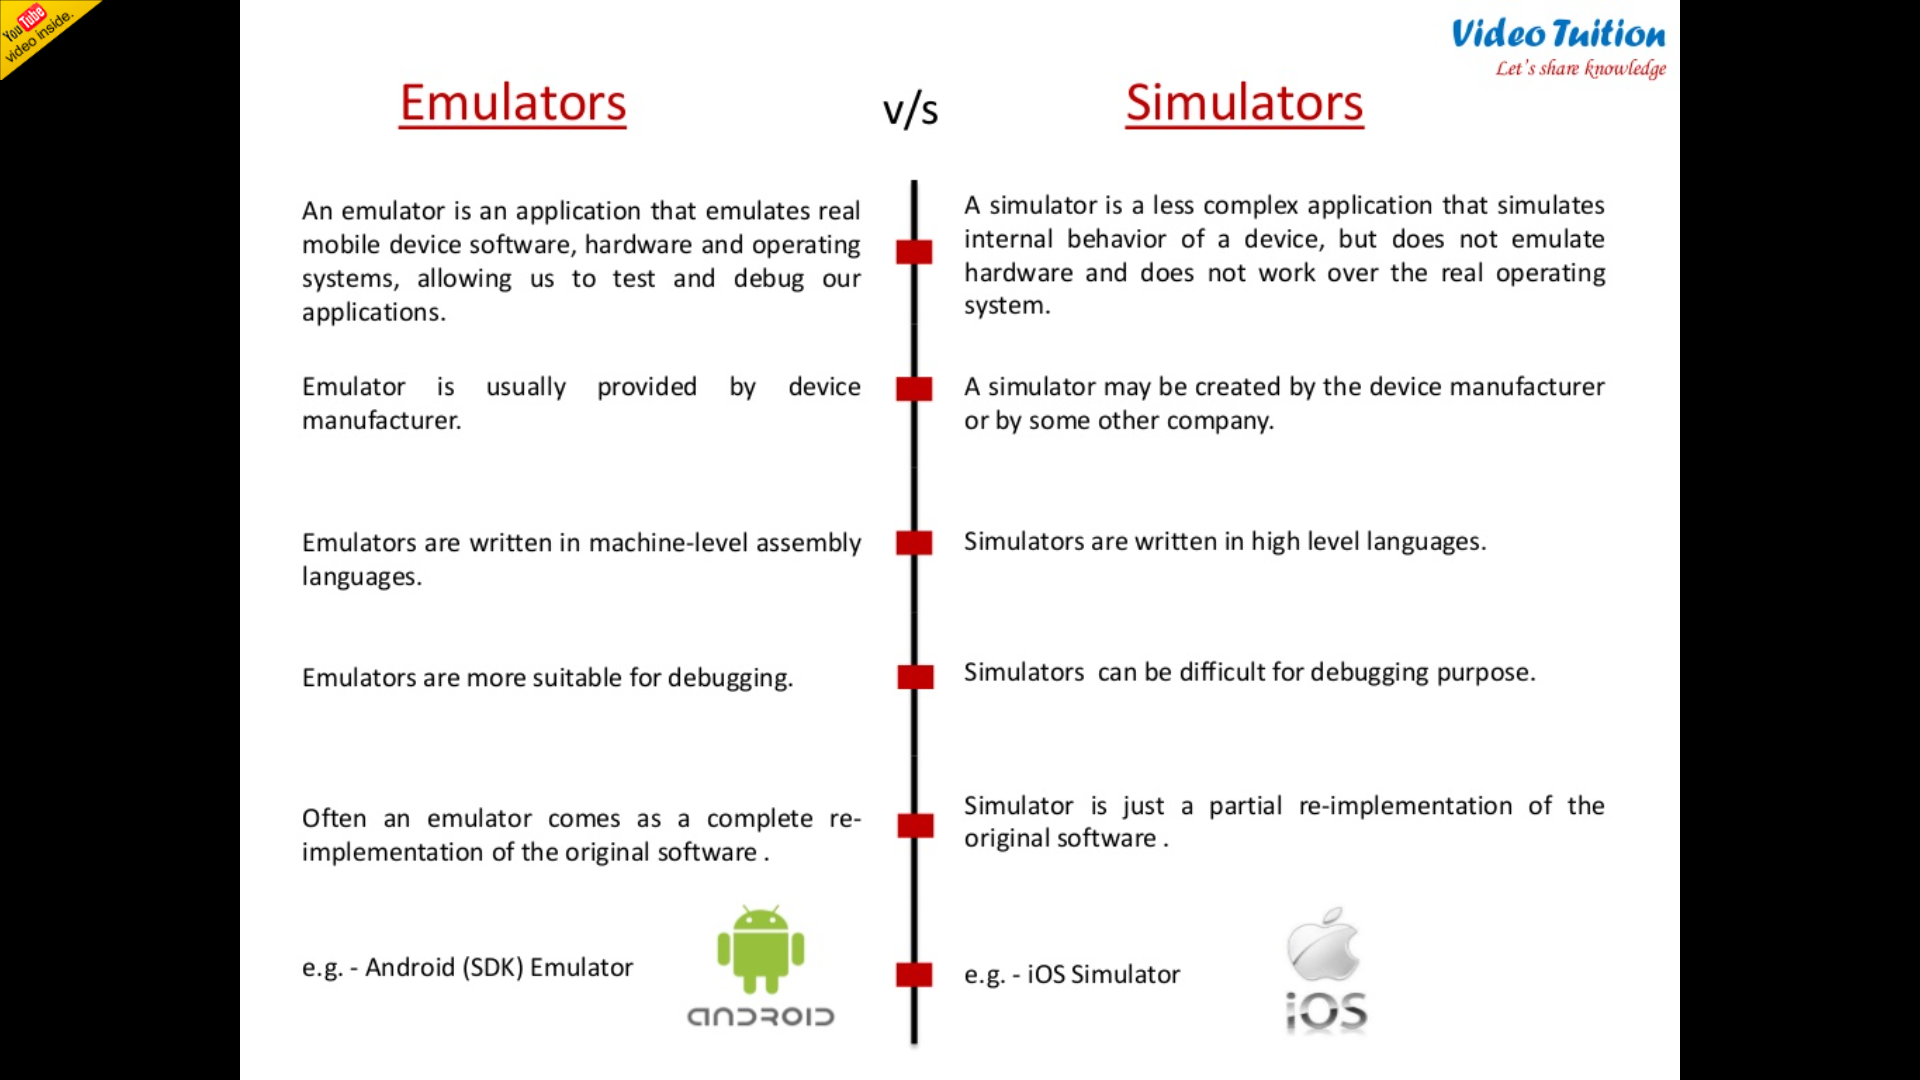 YouTube
video inside.
Video Tuition
Let's share knowledge
Emulators
v/s
Simulators
An emulator is an application that emulates real
mobile device software, hardware and operating
systems, allowing us to test and debug our
applications.
A simulator is a less complex application that simulates
internal behavior of a device, but does not emulate
hardware and does not work over the real operating
system.
Emulator is usually provided by device
manufacturer.
A simulator may be created by the device manufacturer
or by some other company.
Emulators are written in machine-level assembly
languages.
Simulators are written in high level languages.
Emulators are more suitable for debugging.
Simulators can be difficult for debugging purpose.
Often an emulator comes as a complete re-
implementation of the original software .
Simulator is just a partial re-implementation of the
original software .
e.g. - Android (SDK) Emulator
ANDROID
e.g. - iOS Simulator
iOS